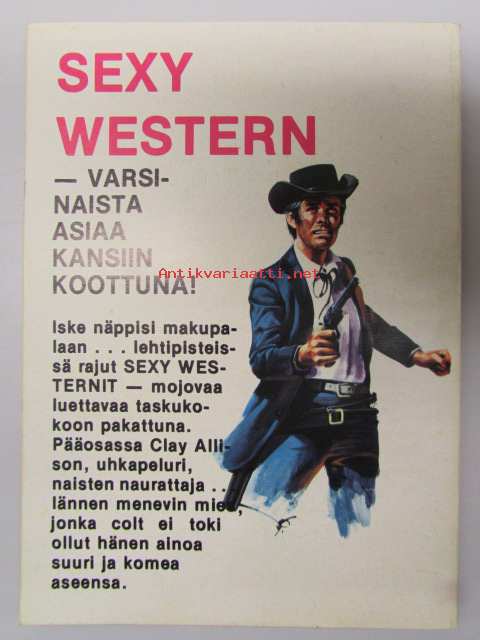 SEXY
WESTERN
— VARSI-
NAISTA
ASIAA
KANSIIN
KOOTTUNA!
Antikvariaatti.net
Iske näppisi makupa-
laan . . . lehtipisteis-
sä rajut SEXY WES-
TERNIT — mojovaa
luettavaa taskuko-
koon pakattuna.
Pääosassa Clay Alli-
son, uhkapeluri,
naisten naurattaja . .
lännen menevin mies,
jonka colt ei toki
ollut hänen ainoa
suuri ja komea
aseensa.